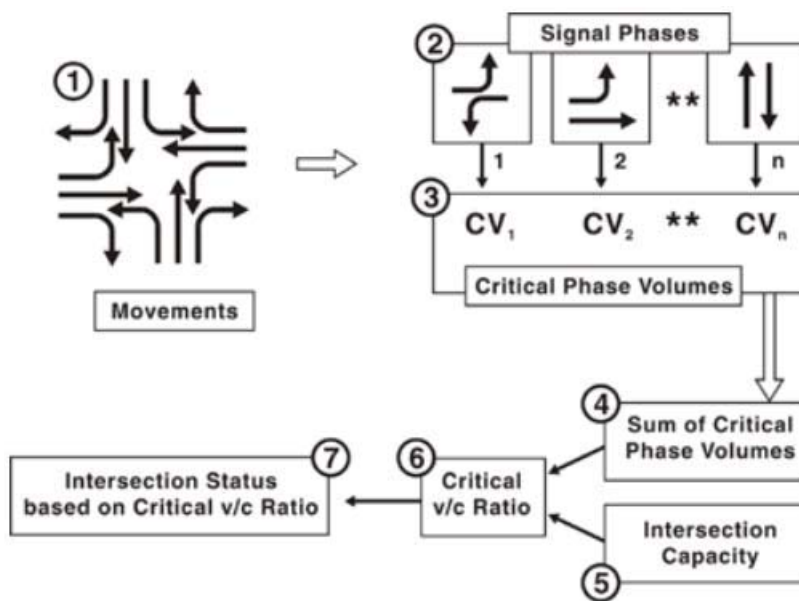 1
2
Signal Phases
**
1
2
n
3
CV1
CV2
**
CVn
Critical Phase Volumes
Movements
4
Sum of Critical
Phase Volumes
7
Intersection Status
based on Critical v/c Ratio
6
Critical
v/c Ratio
Intersection
Capacity
5